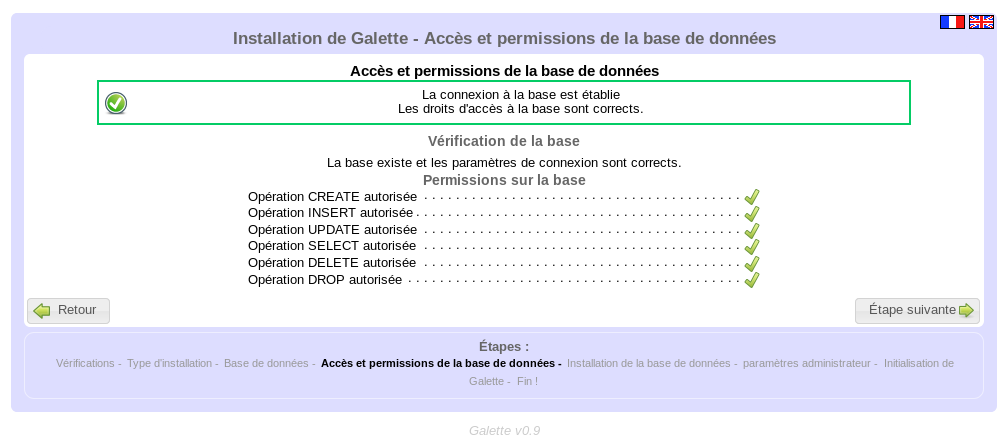 Installation de Galette - Accès et permissions de la base de données
Accès et permissions de la base de données
La connexion à la base est établie
Les droits d'accès à la base sont corrects.
Vérification de la base
La base existe et les paramètres de connexion sont corrects.
Permissions sur la base
Opération CREATE autorisée
Opération INSERT autorisée
Opération UPDATE autorisée
Opération SELECT autorisée
Opération DELETE autorisée
Opération DROP autorisée
Retour
Étape suivante
Étapes :
Vérifications - Type d'installation - Base de données - Accès et permissions de la base de données - Installation de la base de données - paramètres administrateur - Initialisation de
Galette - Fin !
Galette v0.9